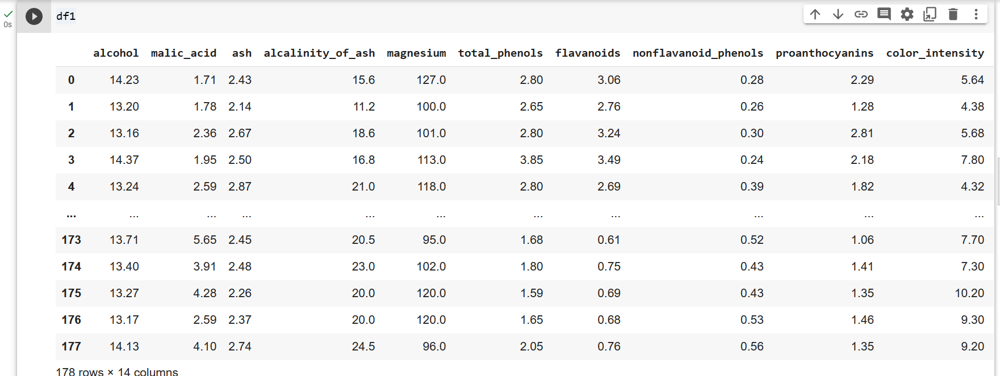 df1
0s
alcohol malic_acid ash alcalinity_of_ash magnesium total_phenols flavanoids nonflavanoid_phenols proanthocyanins color_intensity
0 14.23 1.71 2.43 15.6 127.0 2.80 3.06 0.28 2.29 5.64
1 13.20 1.78 2.14 11.2 100.0 2.65 2.76 0.26 1.28 4.38
2 13.16 2.36 2.67 18.6 101.0 2.80 3.24 0.30 2.81 5.68
3 14.37 1.95 2.50 16.8 113.0 3.85 3.49 0.24 2.18 7.80
4 13.24 2.59 2.87 21.0 118.0 2.80 2.69 0.39 1.82 4.32
... ... ... ... ... ... ... ... ... ... ...
173 13.71 5.65 2.45 20.5 95.0 1.68 0.61 0.52 1.06 7.70
174 13.40 3.91 2.48 23.0 102.0 1.80 0.75 0.43 1.41 7.30
175 13.27 4.28 2.26 20.0 120.0 1.59 0.69 0.43 1.35 10.20
176 13.17 2.59 2.37 20.0 120.0 1.65 0.68 0.53 1.46 9.30
177 14.13 4.10 2.74 24.5 96.0 2.05 0.76 0.56 1.35 9.20
178 rows × 14 columns